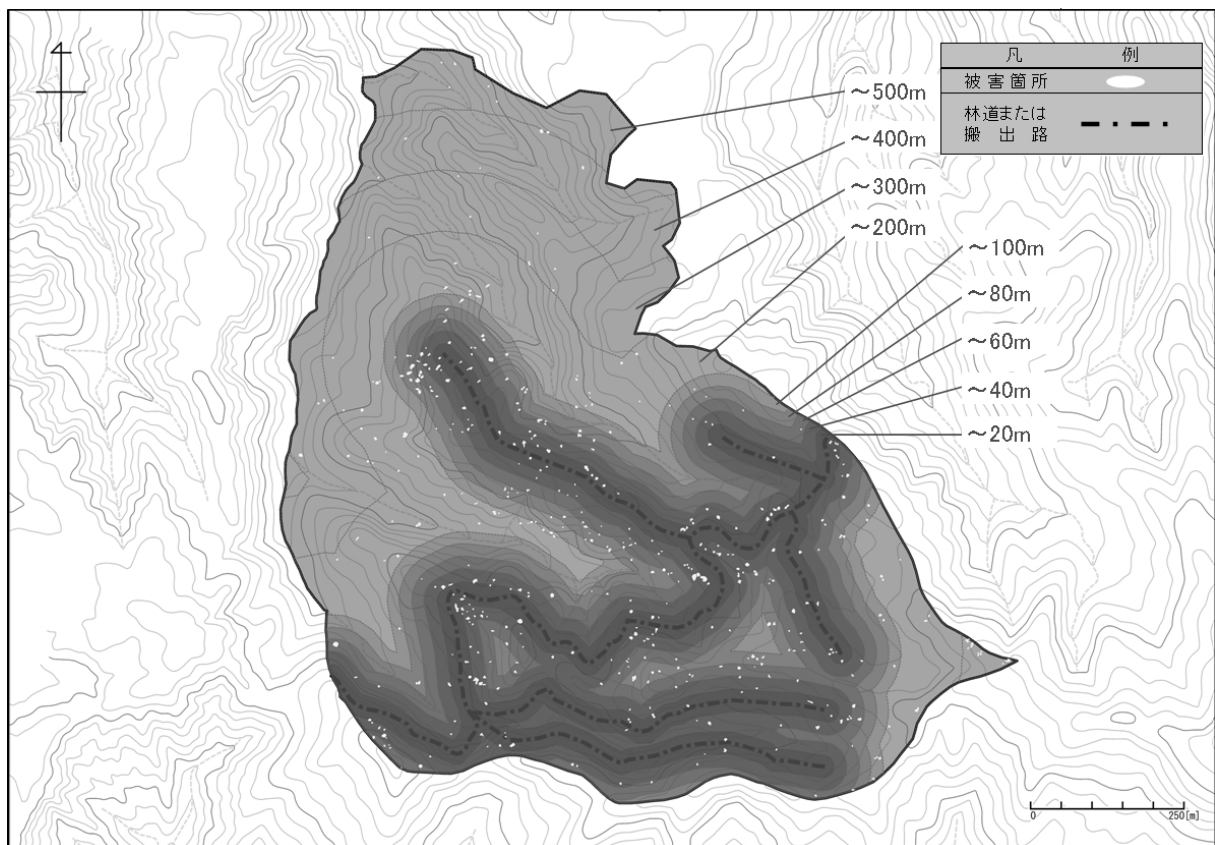 凡 例
被害箇所
林道または
搬 出 路
～500m
～400m
～300m
～200m
～100m
～80m
～60m
～40m
～20m
0 250[m]